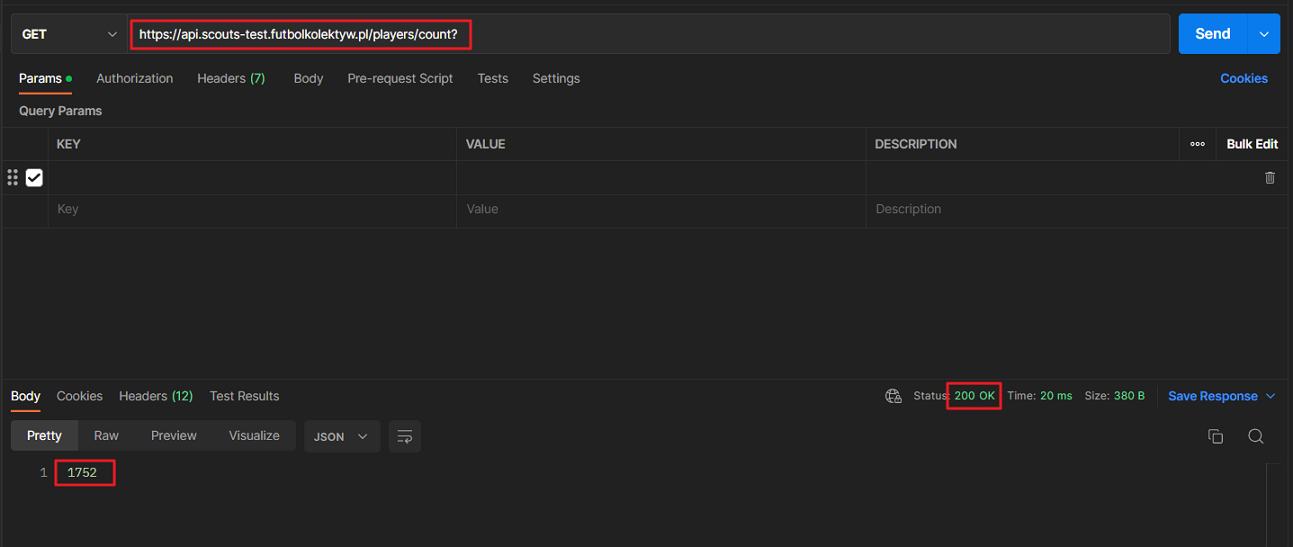 GET https://api.scouts-test.futbolkolektyw.pl/players/count? Send
Params Authorization Headers (7) Body Pre-request Script Tests Settings Cookies
Query Params
KEY VALUE DESCRIPTION Bulk Edit
Key Value Description
Body Cookies Headers (12) Test Results Status: 200 OK Time: 20 ms Size: 380 B Save Response
Pretty Raw Preview Visualize JSON
1 1752